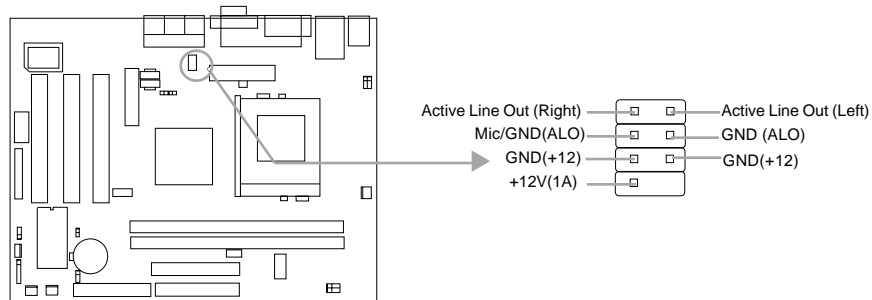 Active Line Out (Right) Active Line Out (Left)
Mic/GND(ALO) GND (ALO)
GND(+12) GND(+12)
+12V(1A)